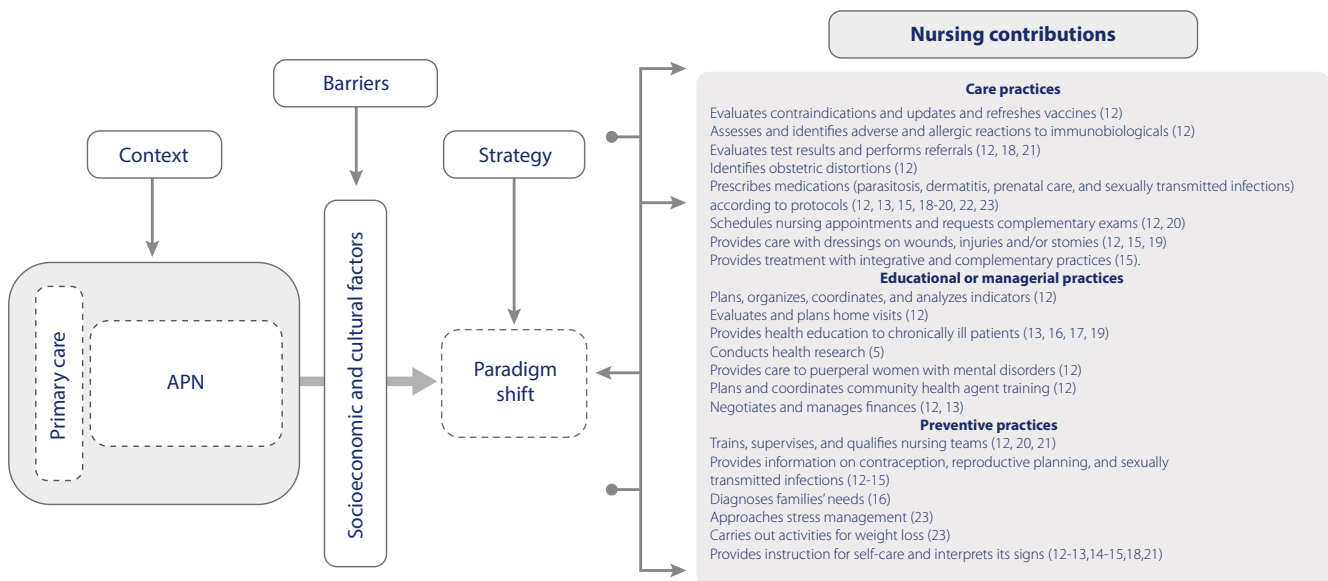 Context
Primary care
APN
Barriers
Socioeconomic and cultural factors
Strategy
Paradigm
shift
Nursing contributions
Care practices
Evaluates contraindications and updates and refreshes vaccines (12)
Assesses and identifies adverse and allergic reactions to immunobiologicals (12)
Evaluates test results and performs referrals (12, 18, 21)
Identifies obstetric distortions (12)
Prescribes medications (parasitosis, dermatitis, prenatal care, and sexually transmitted infections)
according to protocols (12, 13, 15, 18-20, 22, 23)
Schedules nursing appointments and requests complementary exams (12, 20)
Provides care with dressings on wounds, injuries and/or stomies (12, 15, 19)
Provides treatment with integrative and complementary practices (15).
Educational or managerial practices
Plans, organizes, coordinates, and analyzes indicators (12)
Evaluates and plans home visits (12)
Provides health education to chronically ill patients (13, 16, 17, 19)
Conducts health research (5)
Provides care to puerperal women with mental disorders (12)
Plans and coordinates community health agent training (12)
Negotiates and manages finances (12, 13)
Preventive practices
Trains, supervises, and qualifies nursing teams (12, 20, 21)
Provides information on contraception, reproductive planning, and sexually
transmitted infections (12-15)
Diagnoses families' needs (16)
Approaches stress management (23)
Carries out activities for weight loss (23)
Provides instruction for self-care and interprets its signs (12-13,14-15,18,21)